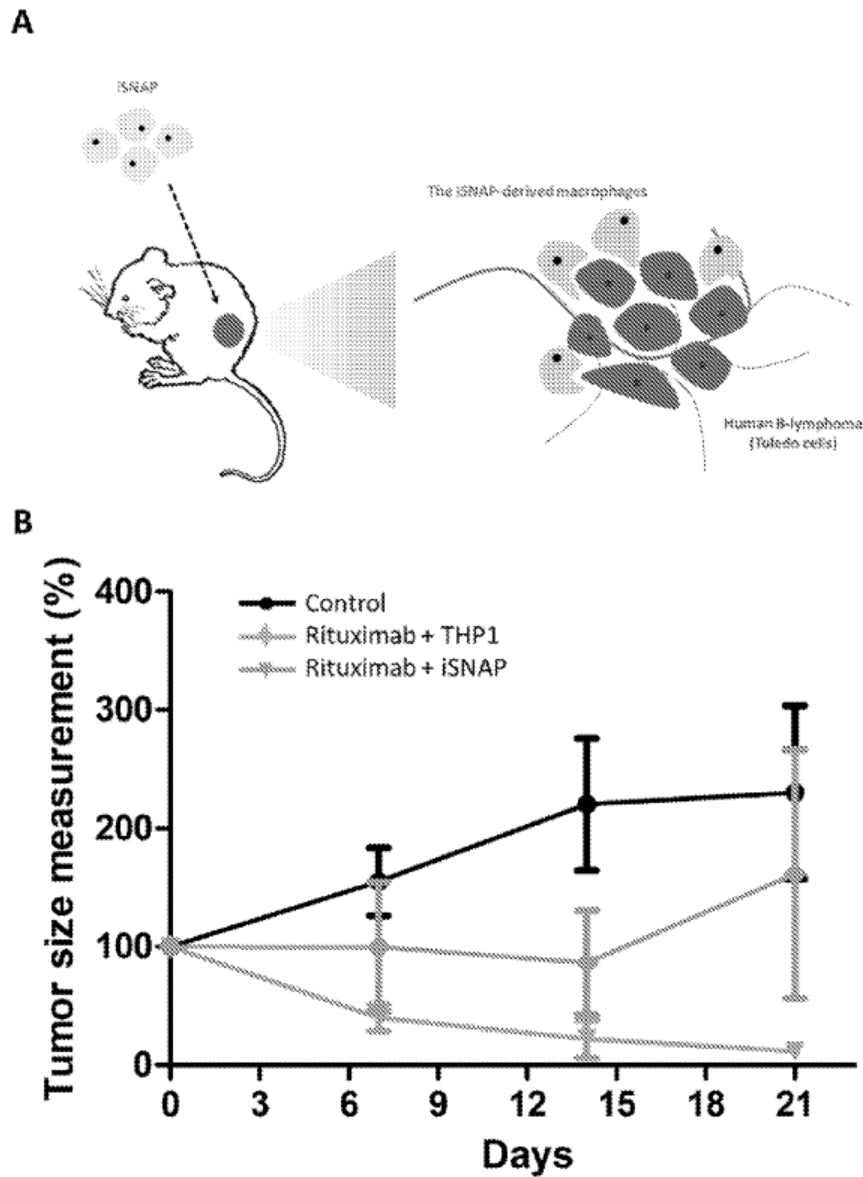 A
iSNAP
The iSNAP-derived macrophages
Human B-lymphoma
(Toledo cells)
B
Tumor size measurement (%)
400
300
200
100
0
Control
Rituximab + THP1
Rituximab + iSNAP
0 3 6 9 12 15 18 21
Days